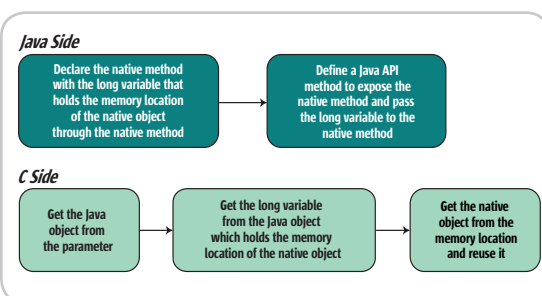 Java Side
Declare the native method
with the long variable that
holds the memory location
of the native object
through the native method
Define a Java API
method to expose the
native method and pass
the long variable to the
native method
C Side
Get the Java
object from
the parameter
Get the long variable
from the Java object
which holds the memory
location of the native object
Get the native
object from the
memory location
and reuse it